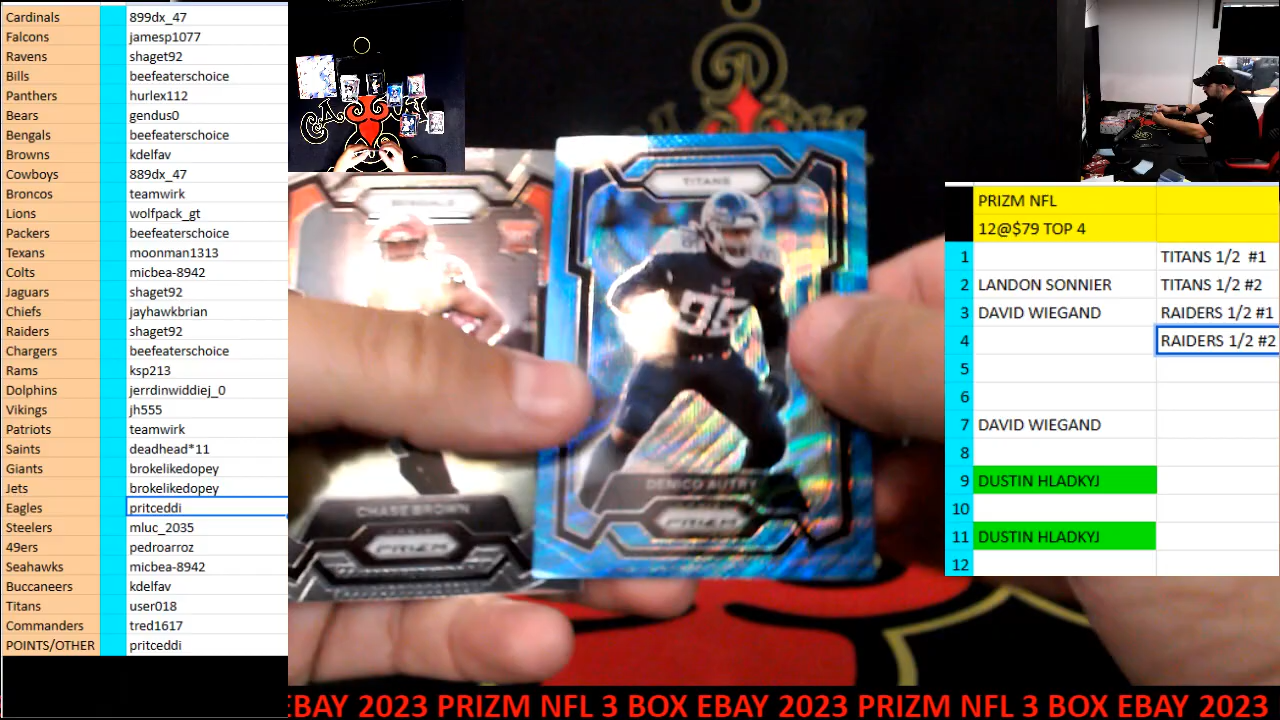 Cardinals 899dx_47
Falcons jamesp1077
Ravens shaget92
Bills beefeaterschoice
Panthers hurlex112
Bears gendus0
Bengals beefeaterschoice
Browns kdelfav
Cowboys 889dx_47
Broncos teamwirk
Lions wolfpack_gt
Packers beefeaterschoice
Texans moonman1313
Colts micbea-8942
Jaguars shaget92
Chiefs jayhawkbrian
Raiders shaget92
Chargers beefeaterschoice
Rams ksp213
Dolphins jerrdinwiddiej_0
Vikings jh555
Patriots teamwirk
Saints deadhead*11
Giants brokelikedopey
Jets brokelikedopey
Eagles pritceddi
Steelers mluc_2035
49ers pedroarroz
Seahawks micbea-8942
Buccaneers kdelfav
Titans user018
Commanders tred1617
POINTS/OTHER pritceddi
BENGALS
CHASE BROWN
PRIZM
TITANS
96
DENICO AUTRY
PRIZM
PRIZM NFL
12@$79 TOP 4
1 TITANS 1/2 #1
2 LANDON SONNIER TITANS 1/2 #2
3 DAVID WIEGAND RAIDERS 1/2 #1
4 RAIDERS 1/2 #2
5
6
7 DAVID WIEGAND
8
9 DUSTIN HLADKYJ
10
11 DUSTIN HLADKYJ
12
EBAY 2023 PRIZM NFL 3 BOX EBAY 2023 PRIZM NFL 3 BOX EBAY 2023